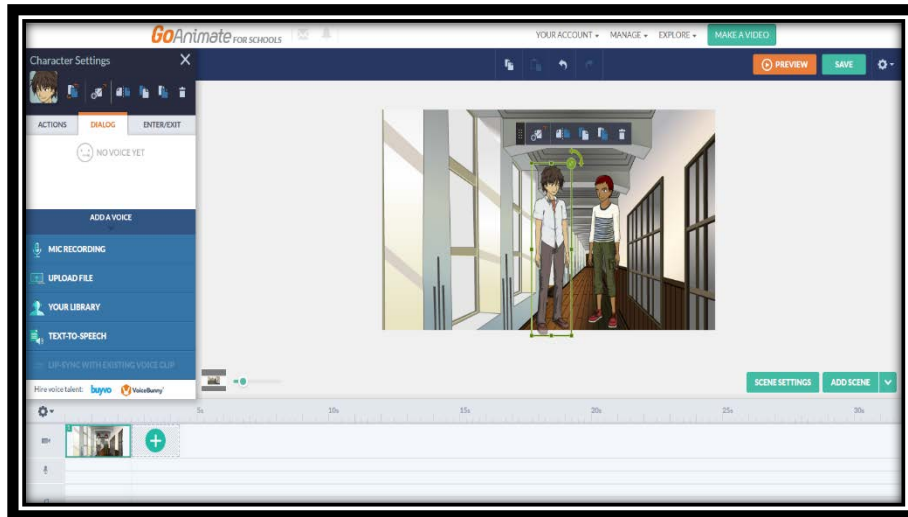 GoAnimate FOR SCHOOLS
YOUR ACCOUNT MANAGE EXPLORE MAKE A VIDEO
Character Settings X
PREVIEW SAVE
ACTIONS DIALOG ENTER/EXIT
NO VOICE YET
ADD A VOICE
MIC RECORDING
UPLOAD FILE
YOUR LIBRARY
TEXT-TO-SPEECH
LIP-SYNC WITH EXISTING VOICE CLIP
Hire voice talent: buyvo VoiceBunny
SCENE SETTINGS ADD SCENE
5s 10s 15s 20s 25s 30s